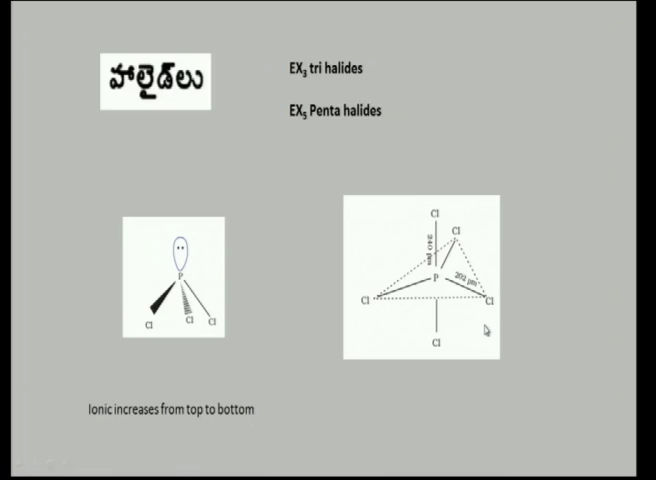 హాలైడ్‌లు
EX₃ tri halides
EX₅ Penta halides
P
Cl
Cl
Cl
Cl
Cl
240 pm
P
202 pm
Cl
Cl
Cl
Ionic increases from top to bottom